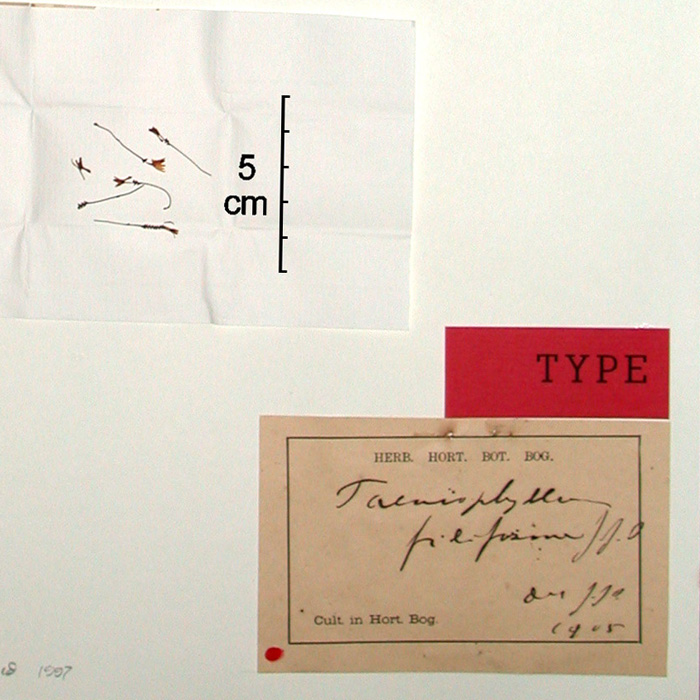 5
cm
TYPE
HERB. HORT. BOT. BOG.
Taeniophyllum
filiforme J.J.S
J.J.S.
Cult. in Hort. Bog.
1905
1997